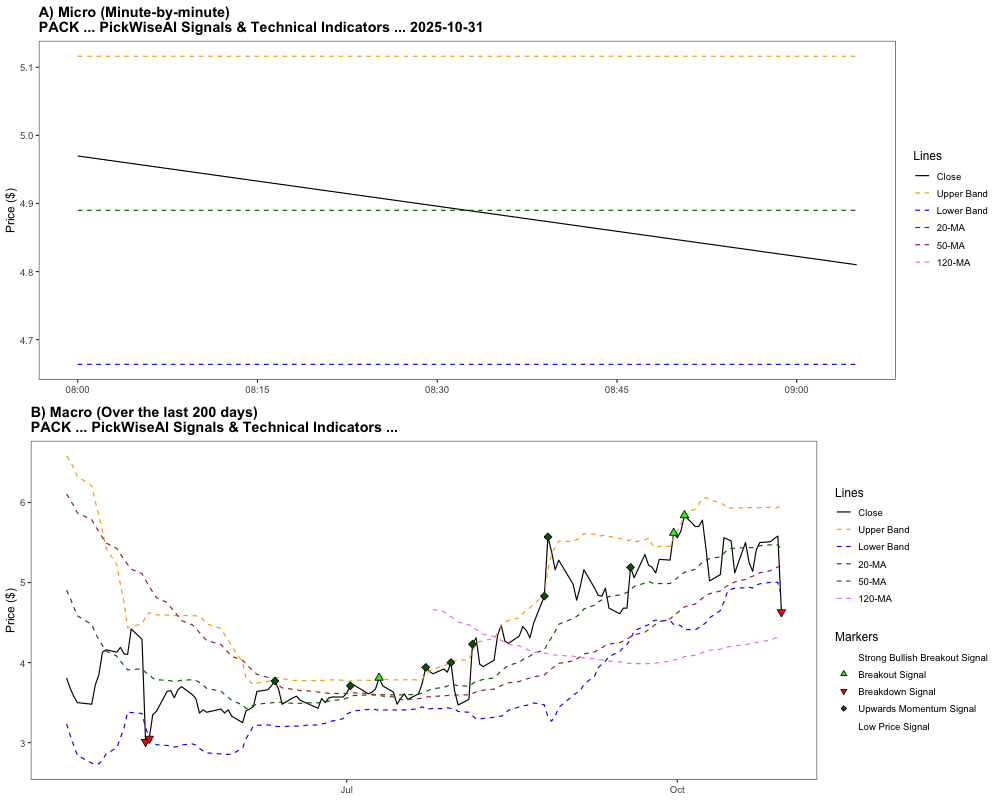 A) Micro (Minute-by-minute)
PACK ... PickWiseAI Signals & Technical Indicators ... 2025-10-31
Price ($)
5.1
5.0
4.9
4.8
4.7
08:00
08:15
08:30
08:45
09:00
Lines
Close
Upper Band
Lower Band
20-MA
50-MA
120-MA
B) Macro (Over the last 200 days)
PACK ... PickWiseAI Signals & Technical Indicators ...
Price ($)
6
5
4
3
Jul
Oct
Lines
Close
Upper Band
Lower Band
20-MA
50-MA
120-MA
Markers
Strong Bullish Breakout Signal
Breakout Signal
Breakdown Signal
Upwards Momentum Signal
Low Price Signal